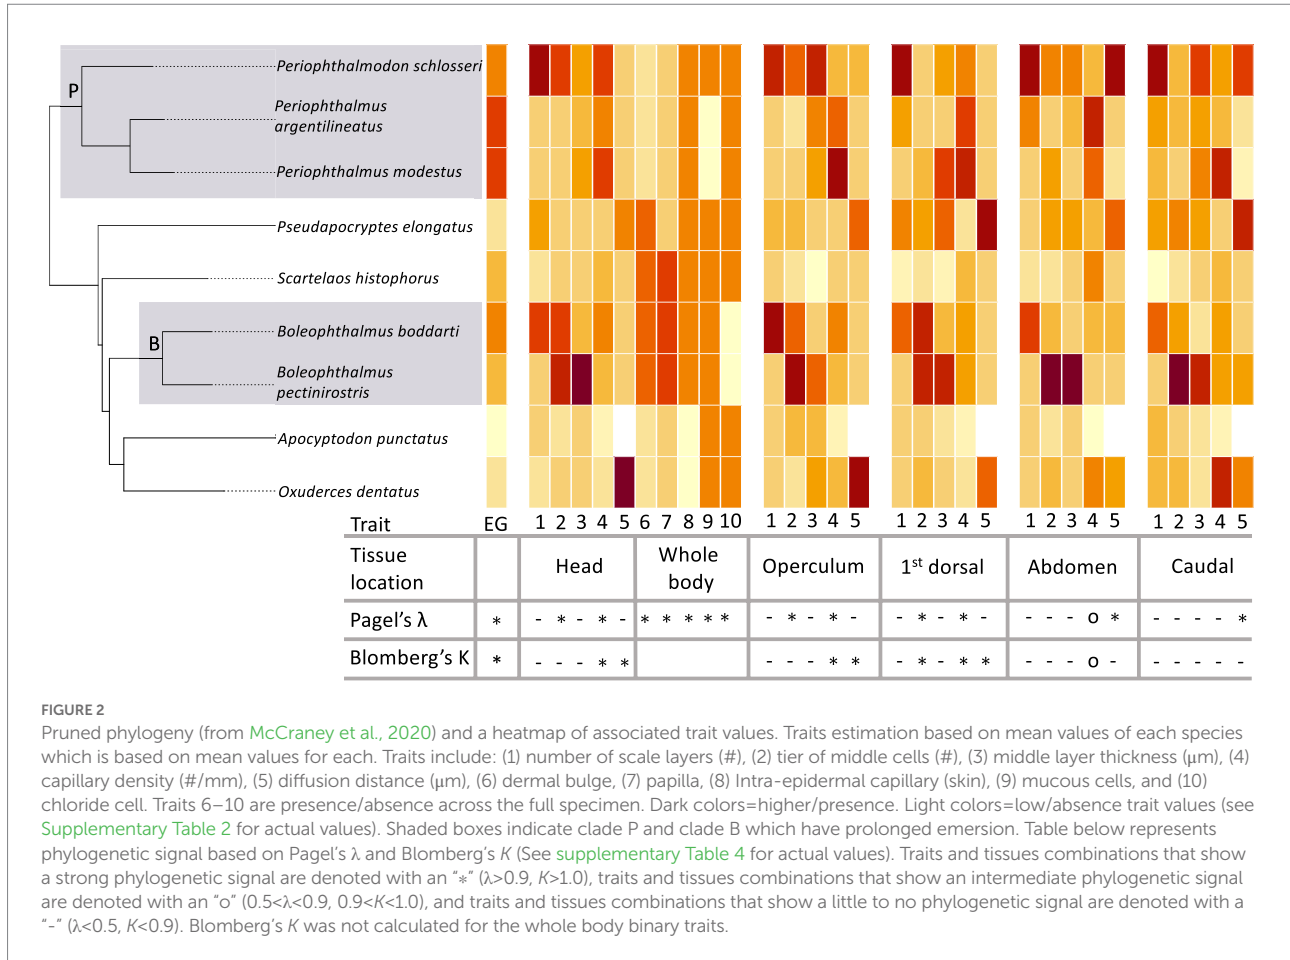 P
Periophthalmodon schlosseri
Periophthalmus
argentilineatus
Periophthalmus modestus
Pseudapocryptes elongatus
Scartelaos histophorus
B
Boleophthalmus boddarti
Boleophthalmus
pectinirostris
Apocyptodon punctatus
Oxuderces dentatus
Trait EG 1 2 3 4 5 6 7 8 9 10 1 2 3 4 5 1 2 3 4 5 1 2 3 4 5 1 2 3 4 5
Tissue
location
Head
Whole
body
Operculum
1st dorsal
Abdomen
Caudal
Pagel's λ * - * - * - * * * * * - * - * - - * - * - - - - o * - - - - *
Blomberg's K * - - - * * - - - * * - * - * * - - - o - - - - - -
FIGURE 2
Pruned phylogeny (from McCraney et al., 2020) and a heatmap of associated trait values. Traits estimation based on mean values of each species
which is based on mean values for each. Traits include: (1) number of scale layers (#), (2) tier of middle cells (#), (3) middle layer thickness (μm), (4)
capillary density (#/mm), (5) diffusion distance (μm), (6) dermal bulge, (7) papilla, (8) Intra-epidermal capillary (skin), (9) mucous cells, and (10)
chloride cell. Traits 6–10 are presence/absence across the full specimen. Dark colors=higher/presence. Light colors=low/absence trait values (see
Supplementary Table 2 for actual values). Shaded boxes indicate clade P and clade B which have prolonged emersion. Table below represents
phylogenetic signal based on Pagel's λ and Blomberg's K (See supplementary Table 4 for actual values). Traits and tissues combinations that show
a strong phylogenetic signal are denoted with an "∗" (λ>0.9, K>1.0), traits and tissues combinations that show an intermediate phylogenetic signal
are denoted with an "o" (0.5<λ<0.9, 0.9<K<1.0), and traits and tissues combinations that show a little to no phylogenetic signal are denoted with a
"-" (λ<0.5, K<0.9). Blomberg's K was not calculated for the whole body binary traits.